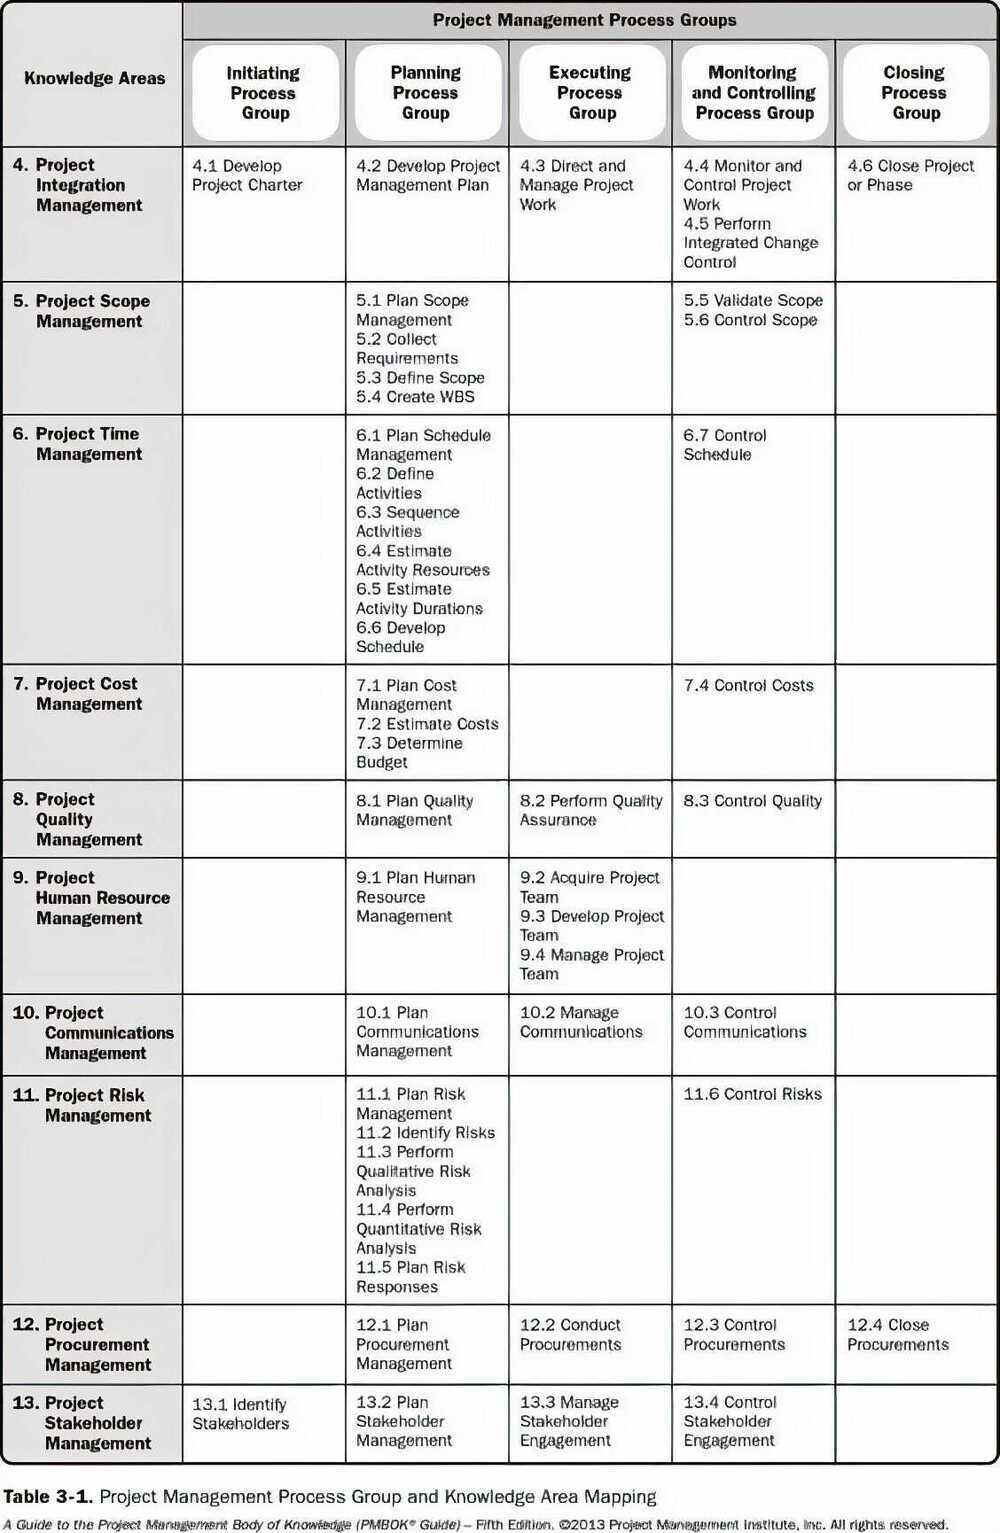 Project Management Process Groups
Knowledge Areas
Initiating
Process
Group
Planning
Process
Group
Executing
Process
Group
Monitoring
and Controlling
Process Group
Closing
Process
Group
4. Project
Integration
Management
4.1 Develop
Project Charter
4.2 Develop Project
Management Plan
4.3 Direct and
Manage Project
Work
4.4 Monitor and
Control Project
Work
4.5 Perform
Integrated Change
Control
4.6 Close Project
or Phase
5. Project Scope
Management
5.1 Plan Scope
Management
5.2 Collect
Requirements
5.3 Define Scope
5.4 Create WBS
5.5 Validate Scope
5.6 Control Scope
6. Project Time
Management
6.1 Plan Schedule
Management
6.2 Define
Activities
6.3 Sequence
Activities
6.4 Estimate
Activity Resources
6.5 Estimate
Activity Durations
6.6 Develop
Schedule
6.7 Control
Schedule
7. Project Cost
Management
7.1 Plan Cost
Management
7.2 Estimate Costs
7.3 Determine
Budget
7.4 Control Costs
8. Project
Quality
Management
8.1 Plan Quality
Management
8.2 Perform Quality
Assurance
8.3 Control Quality
9. Project
Human Resource
Management
9.1 Plan Human
Resource
Management
9.2 Acquire Project
Team
9.3 Develop Project
Team
9.4 Manage Project
Team
10. Project
Communications
Management
10.1 Plan
Communications
Management
10.2 Manage
Communications
10.3 Control
Communications
11. Project Risk
Management
11.1 Plan Risk
Management
11.2 Identify Risks
11.3 Perform
Qualitative Risk
Analysis
11.4 Perform
Quantitative Risk
Analysis
11.5 Plan Risk
Responses
11.6 Control Risks
12. Project
Procurement
Management
12.1 Plan
Procurement
Management
12.2 Conduct
Procurements
12.3 Control
Procurements
12.4 Close
Procurements
13. Project
Stakeholder
Management
13.1 Identify
Stakeholders
13.2 Plan
Stakeholder
Management
13.3 Manage
Stakeholder
Engagement
13.4 Control
Stakeholder
Engagement
Table 3-1. Project Management Process Group and Knowledge Area Mapping
A Guide to the Project Management Body of Knowledge (PMBOK® Guide) – Fifth Edition. ©2013 Project Management Institute, Inc. All rights reserved.